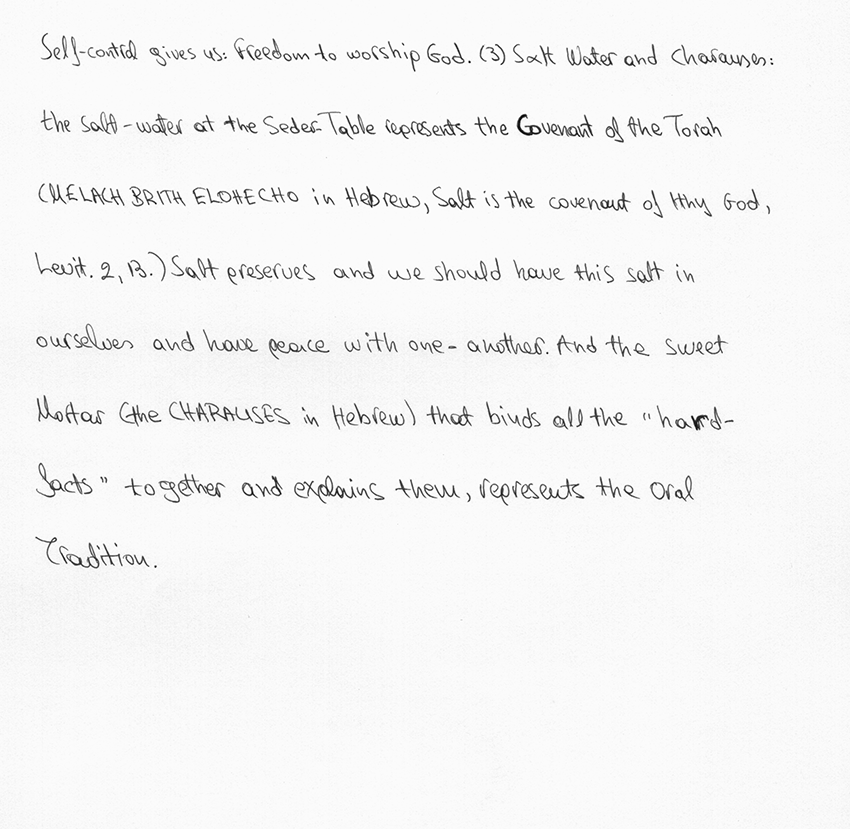 Self-control gives us: freedom to worship God. (3) Salt Water and Charauses:
the salt-water at the Seder-Table represents the Covenant of the Torah
(MELACH BRITH ELOHECHO in Hebrew, Salt is the covenant of thy God,
Levit. 2, 13.) Salt preserves and we should have this salt in
ourselves and have peace with one-another. And the sweet
Mortar (the CHARAUSES in Hebrew) that binds all the "hard-
facts" together and explains them, represents the Oral
Tradition.